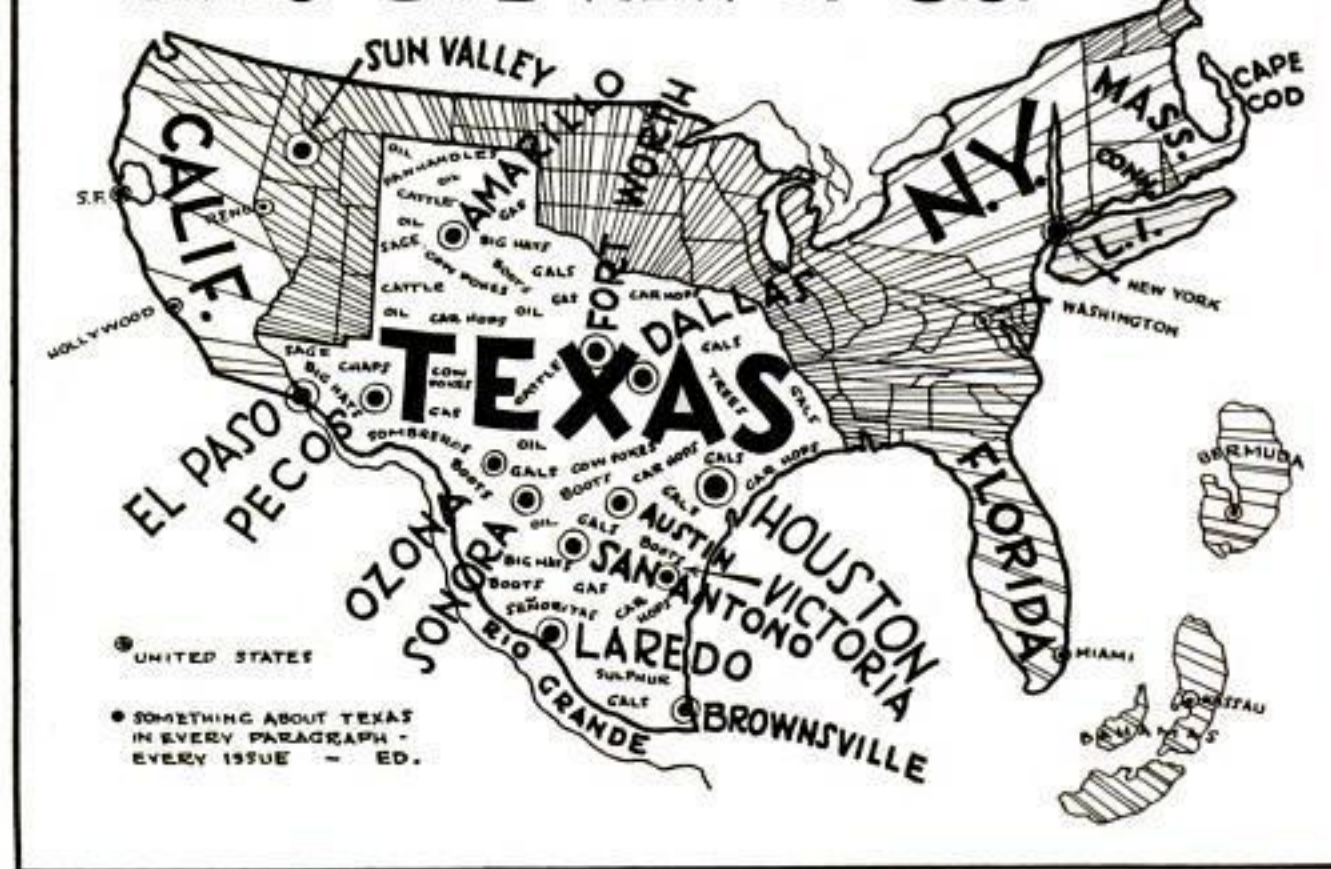 SUN VALLEY
CAPE
COD
MASS.
CONN.
N.Y.
L.I.
NEW YORK
WASHINGTON
CALIF.
S.F.
RENO
HOLLYWOOD
OIL
PANHANDLES
OIL
CATTLE
GAS
OIL
AMARILLO
SAGE
BIG HATS
COW POKES
BOOTS
GALS
CATTLE
GAS
CAR HOPS
OIL
CAR HOPS
OIL
FORT WORTH
DALLAS
GALS
TEXAS
SAGE
CHAPS
BIG HATS
COW
POKES
GAS
CATTLE
TREES
GALS
EL PASO
PECOS
SOMBREROS
OIL
BOOTS
GALS
COW POKES
BOOTS
CAR HOPS
GALS
CAR HOPS
GALS
OZONA
SONORA
OIL
GALS
AUSTIN
BOOTS
HOUSTON
VICTORIA
SAN ANTONO
BIG HATS
BOOTS
GAS
SEÑORITAS
CAR
HOPS
LAREDO
SULPHUR
GALS
BROWNSVILLE
RIO GRANDE
FLORIDA
MIAMI
BERMUDA
NASSAU
BAHAMAS
UNITED STATES
SOMETHING ABOUT TEXAS
IN EVERY PARAGRAPH -
EVERY ISSUE ~ ED.